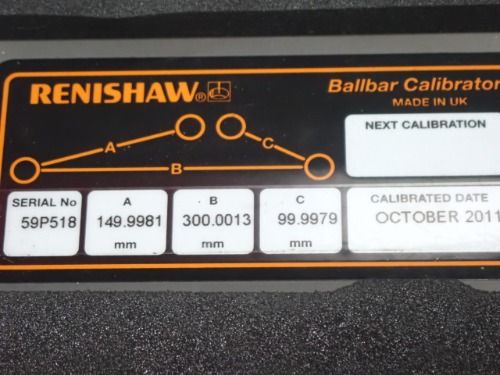 RENISHAW®
Ballbar Calibrator
MADE IN UK
A
B
C
NEXT CALIBRATION
SERIAL No
59P518
A
149.9981
mm
B
300.0013
mm
C
99.9979
mm
CALIBRATED DATE
OCTOBER 2011